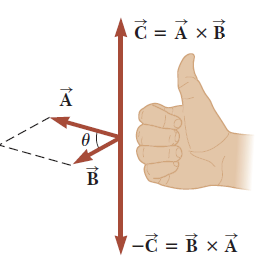 C⃗ = A⃗ × B⃗
A⃗
θ
B⃗
−C⃗ = B⃗ × A⃗